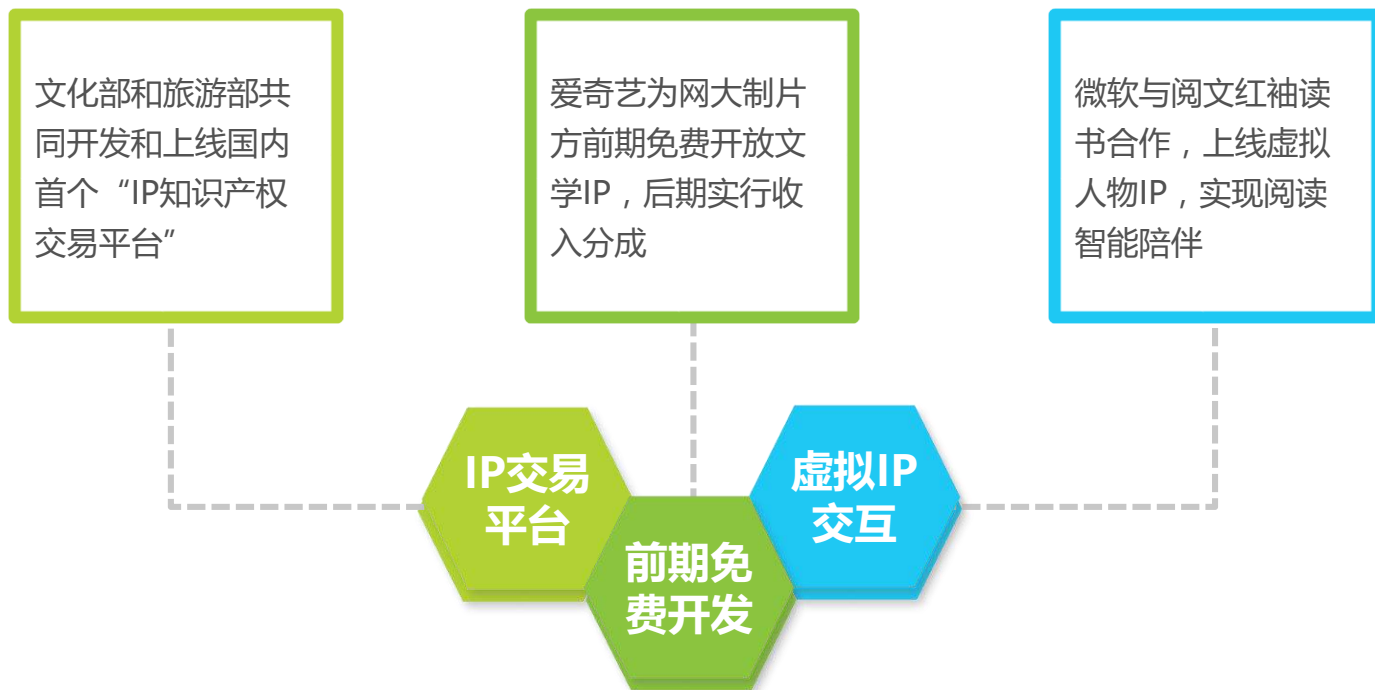 文化部和旅游部共
同开发和上线国内
首个“IP知识产权
交易平台”
爱奇艺为网大制片
方前期免费开放文
学IP，后期实行收
入分成
微软与阅文红袖读
书合作，上线虚拟
人物IP，实现阅读
智能陪伴
IP交易
平台
前期免
费开发
虚拟IP
交互